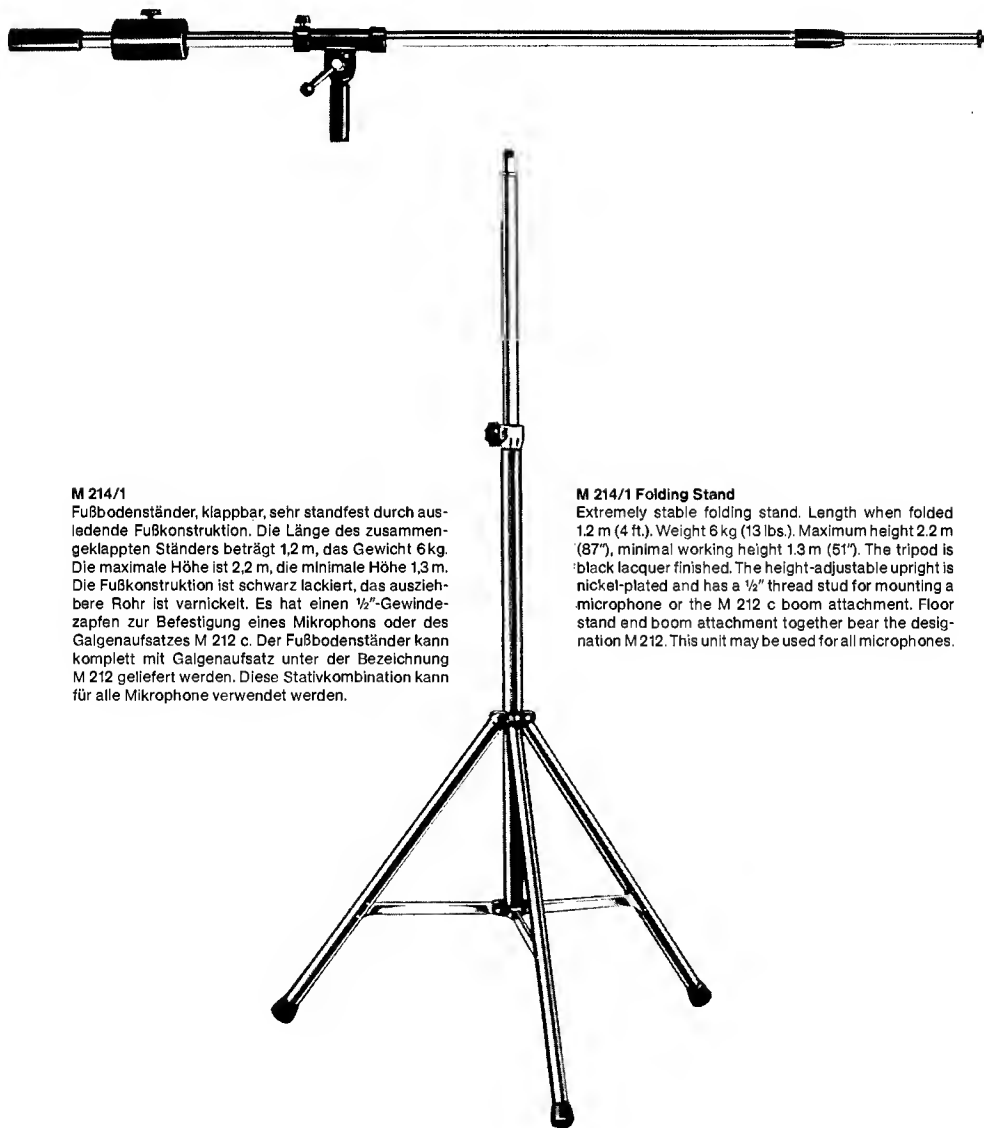 M 214/1
Fußbodenständer, klappbar, sehr standfest durch aus-
ledende Fußkonstruktion. Die Länge des zusammen-
geklappten Ständers beträgt 1,2 m, das Gewicht 6 kg.
Die maximale Höhe ist 2,2 m, die minimale Höhe 1,3 m.
Die Fußkonstruktion ist schwarz lackiert, das auszieh-
bere Rohr ist varnickelt. Es hat einen ½"-Gewinde-
zapfen zur Befestigung eines Mikrophons oder des
Galgenaufsatzes M 212 c. Der Fußbodenständer kann
komplett mit Galgenaufsatz unter der Bezeichnung
M 212 geliefert werden. Diese Stativkombination kann
für alle Mikrophone verwendet werden.
M 214/1 Folding Stand
Extremely stable folding stand. Length when folded
1.2 m (4 ft.). Weight 6 kg (13 lbs.). Maximum height 2.2 m
(87"), minimal working height 1.3 m (51"). The tripod is
black lacquer finished. The height-adjustable upright is
nickel-plated and has a ½" thread stud for mounting a
microphone or the M 212 c boom attachment. Floor
stand end boom attachment together bear the desig-
nation M 212. This unit may be used for all microphones.